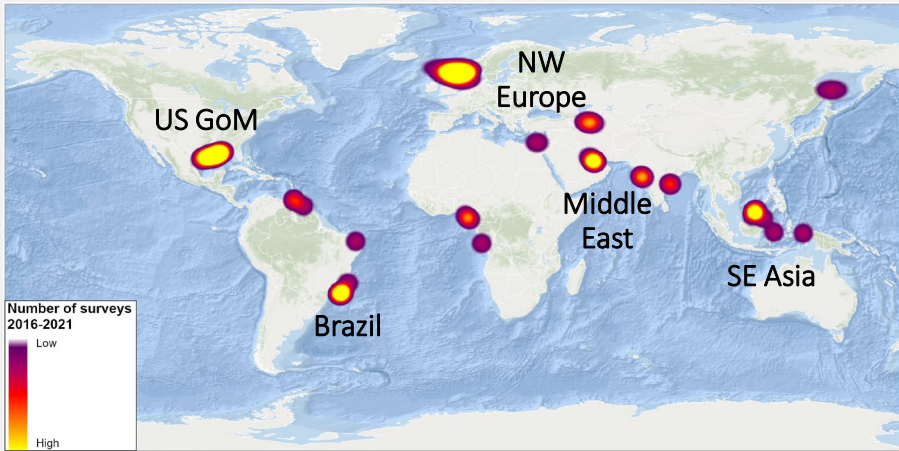 NW
Europe
US GoM
Middle
East
SE Asia
Brazil
Number of surveys
2016-2021
Low
High